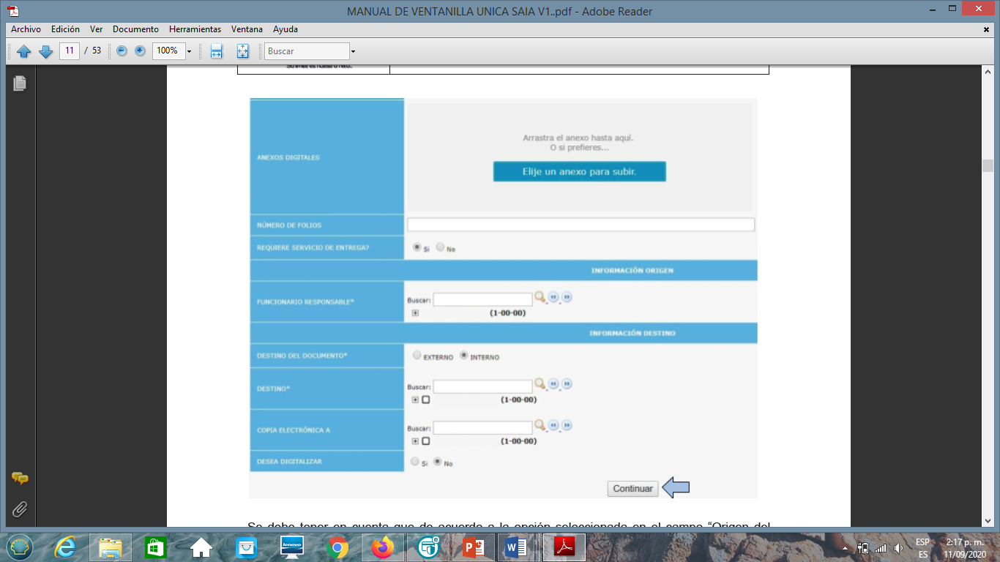 MANUAL DE VENTANILLA UNICA SAIA V1..pdf - Adobe Reader
Archivo Edición Ver Documento Herramientas Ventana Ayuda
11 / 53 100% Buscar
ANEXOS DIGITALES
Arrastra el anexo hasta aquí.
O si prefieres...
Elije un anexo para subir.
NÚMERO DE FOLIOS
REQUIERE SERVICIO DE ENTREGA? Si No
INFORMACIÓN ORIGEN
FUNCIONARIO RESPONSABLE* Buscar:
(1-00-00)
INFORMACIÓN DESTINO
DESTINO DEL DOCUMENTO* EXTERNO INTERNO
DESTINO* Buscar:
(1-00-00)
COPIA ELECTRÓNICA A Buscar:
(1-00-00)
DESEA DIGITALIZAR Si No
Continuar
Se debe tener en cuenta que de acuerdo a la opción seleccionada en el campo “Origen del
ESP 2:17 p. m.
ES 11/09/2020